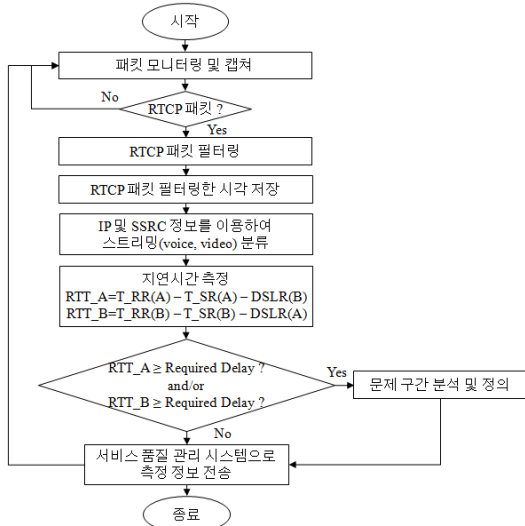 시작
패킷 모니터링 및 캡쳐
No
RTCP 패킷 ?
Yes
RTCP 패킷 필터링
RTCP 패킷 필터링한 시각 저장
IP 및 SSRC 정보를 이용하여
스트리밍(voice, video) 분류
지연시간 측정
RTT_A=T_RR(A) – T_SR(A) – DSLR(B)
RTT_B=T_RR(B) – T_SR(B) – DSLR(A)
RTT_A ≥ Required Delay ?
and/or
RTT_B ≥ Required Delay ?
Yes
문제 구간 분석 및 정의
No
서비스 품질 관리 시스템으로
측정 정보 전송
종료